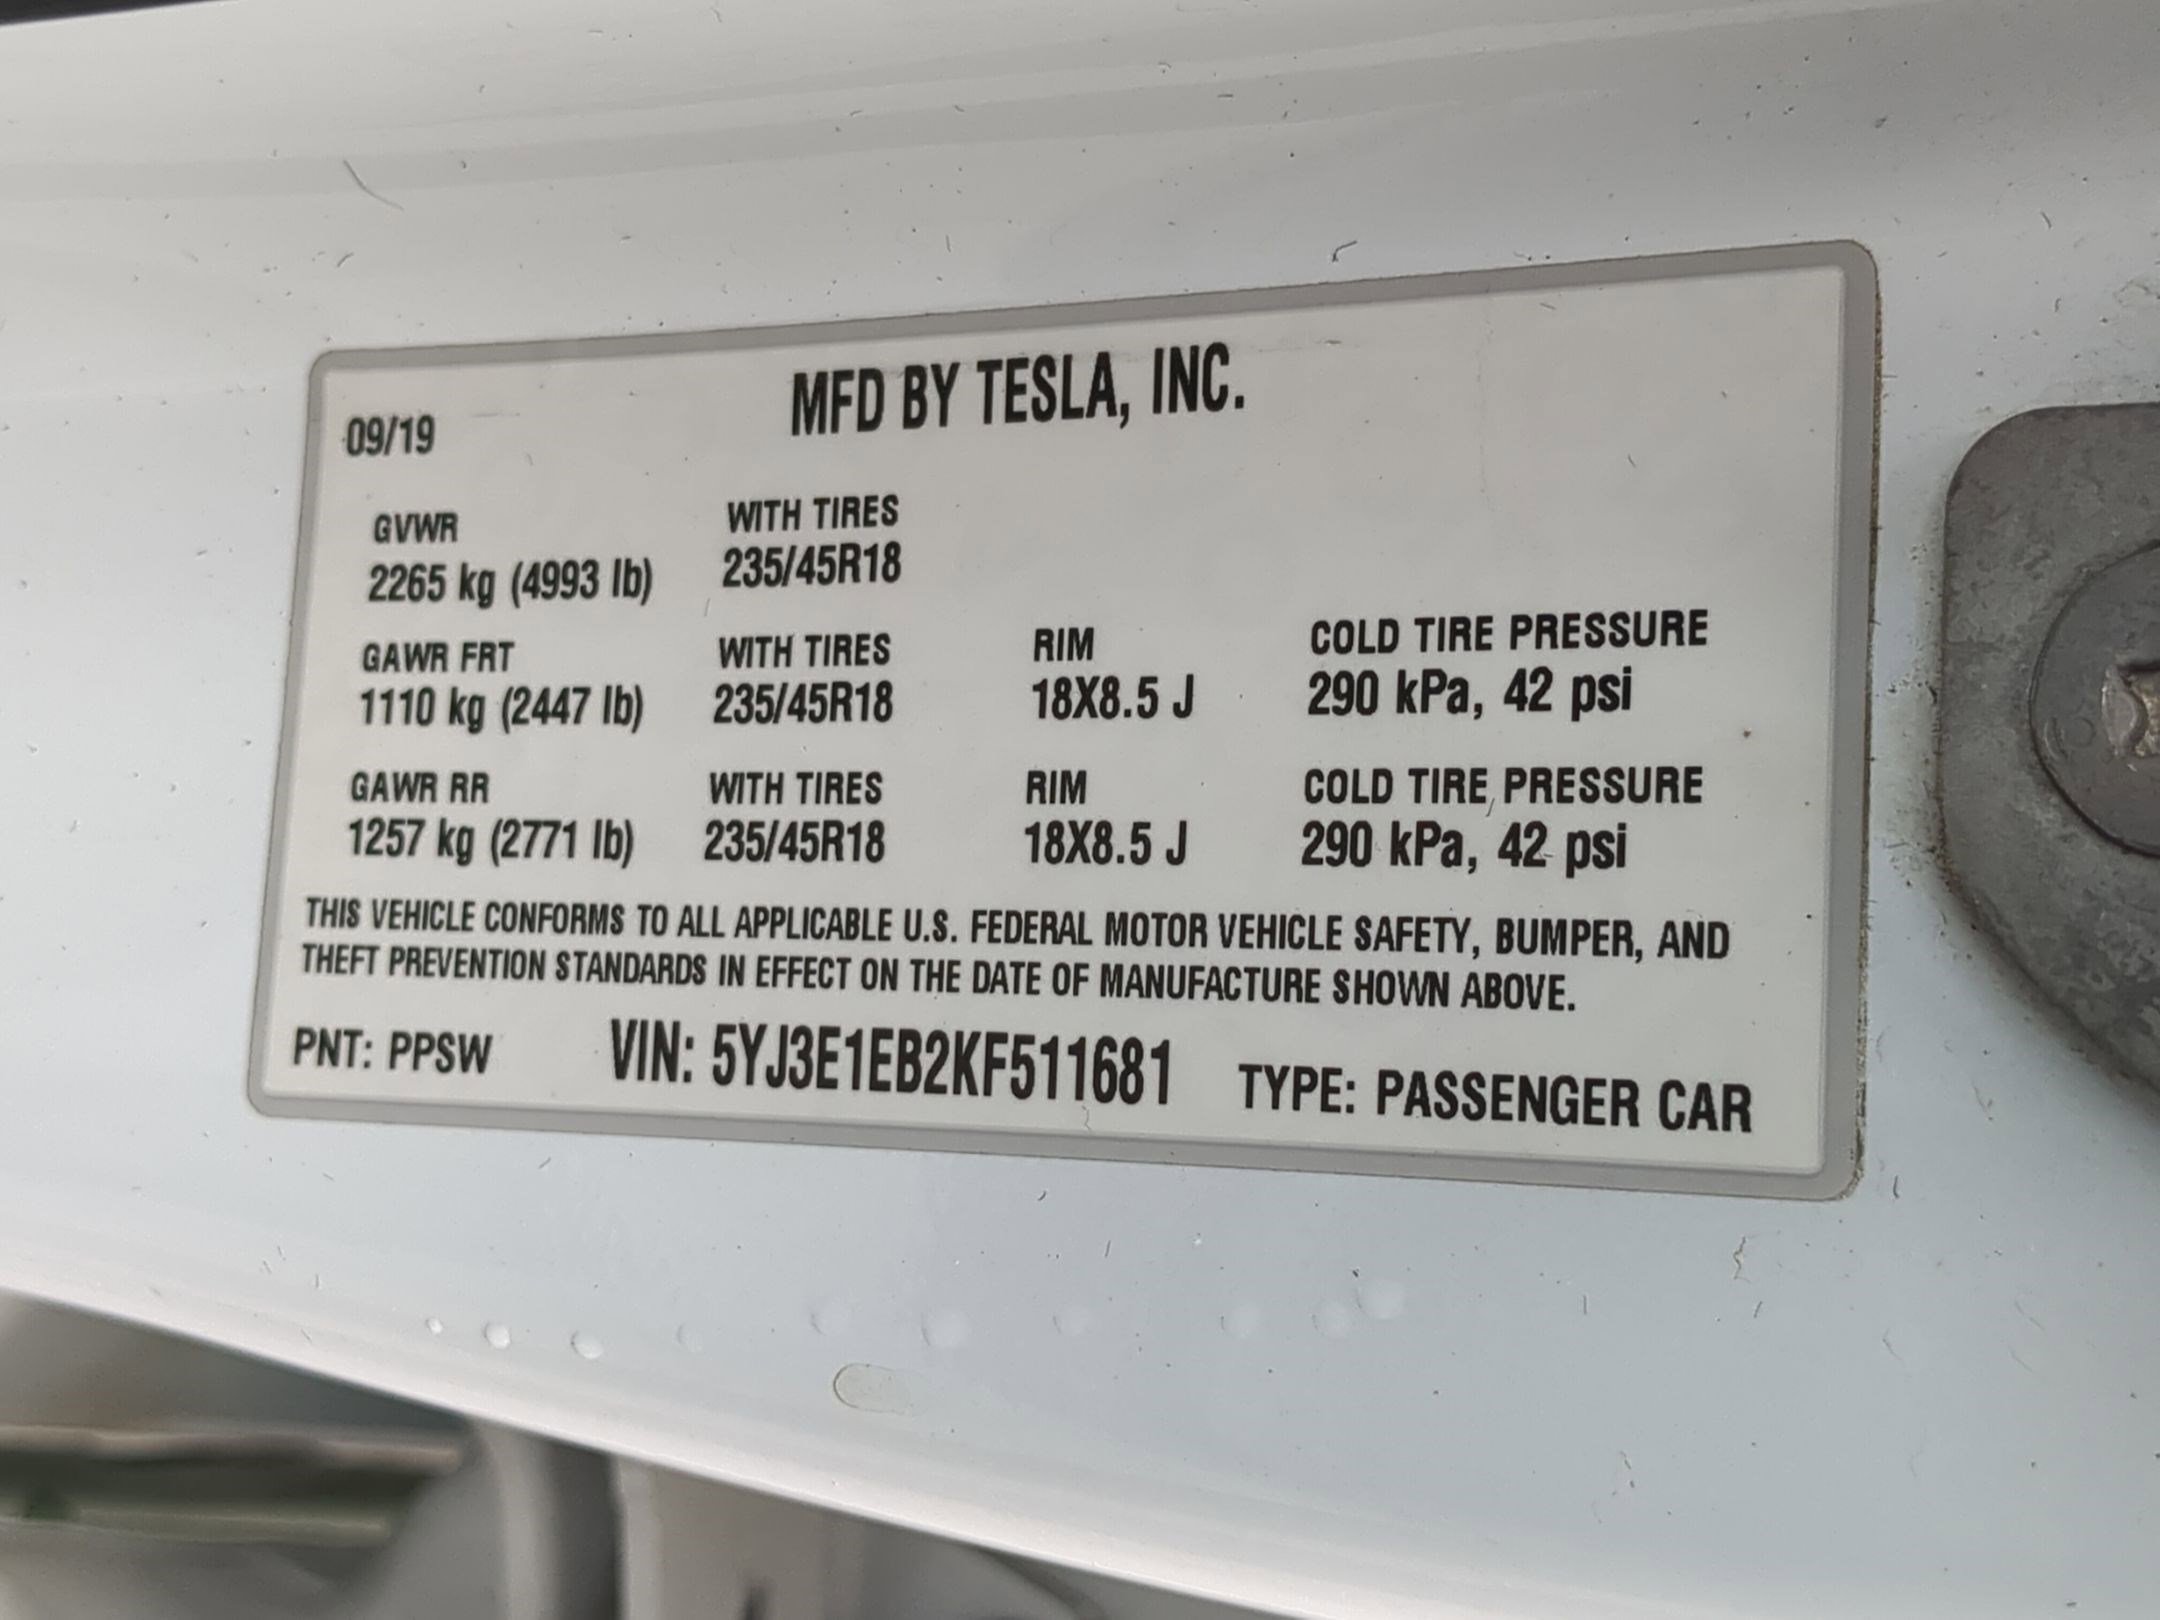 MFD BY TESLA, INC.
09/19
GVWR WITH TIRES
2265 kg (4993 lb) 235/45R18
GAWR FRT WITH TIRES RIM COLD TIRE PRESSURE
1110 kg (2447 lb) 235/45R18 18X8.5 J 290 kPa, 42 psi
GAWR RR WITH TIRES RIM COLD TIRE PRESSURE
1257 kg (2771 lb) 235/45R18 18X8.5 J 290 kPa, 42 psi
THIS VEHICLE CONFORMS TO ALL APPLICABLE U.S. FEDERAL MOTOR VEHICLE SAFETY, BUMPER, AND
THEFT PREVENTION STANDARDS IN EFFECT ON THE DATE OF MANUFACTURE SHOWN ABOVE.
PNT: PPSW VIN: 5YJ3E1EB2KF511681 TYPE: PASSENGER CAR